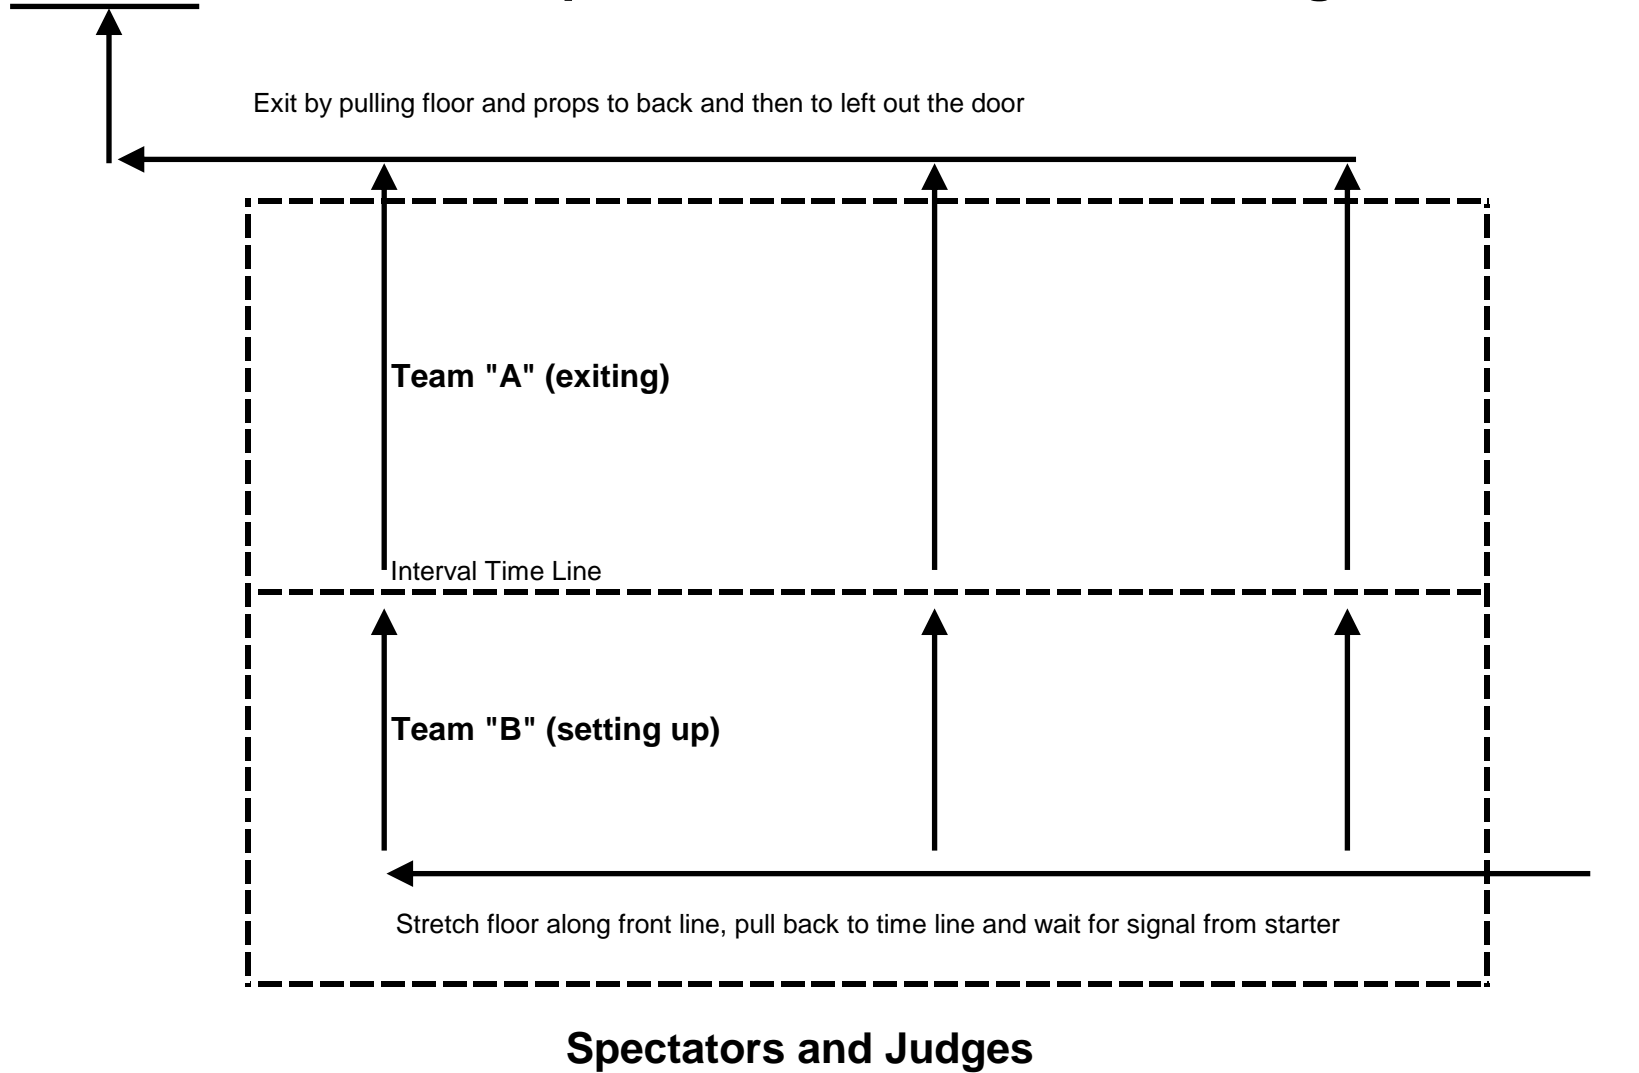 Exit by pulling floor and props to back and then to left out the door
Team "A" (exiting)
Interval Time Line
Team "B" (setting up)
Stretch floor along front line, pull back to time line and wait for signal from starter
Spectators and Judges